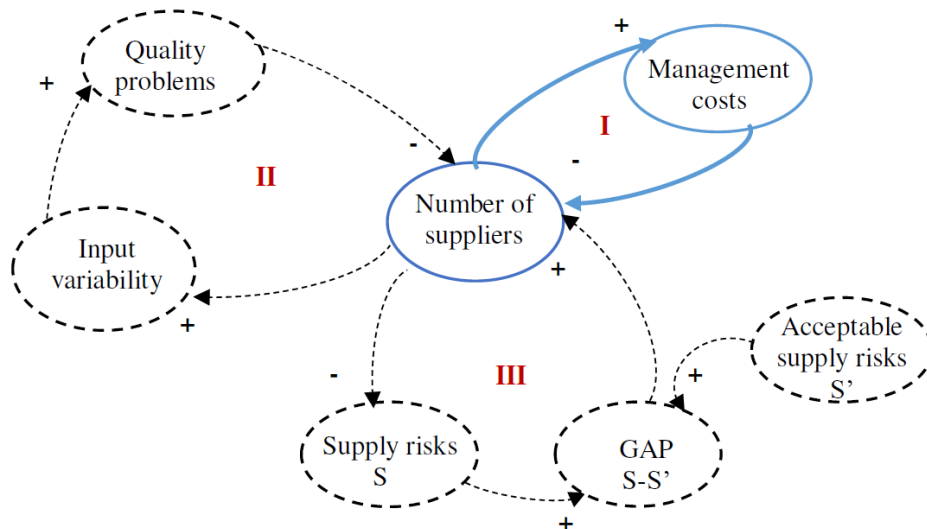 +
Quality
problems
+
Management
costs
I
-
-
II
Number of
suppliers
Input
variability
+
+
Acceptable
supply risks
S’
-
III
+
Supply risks
S
GAP
S-S’
+